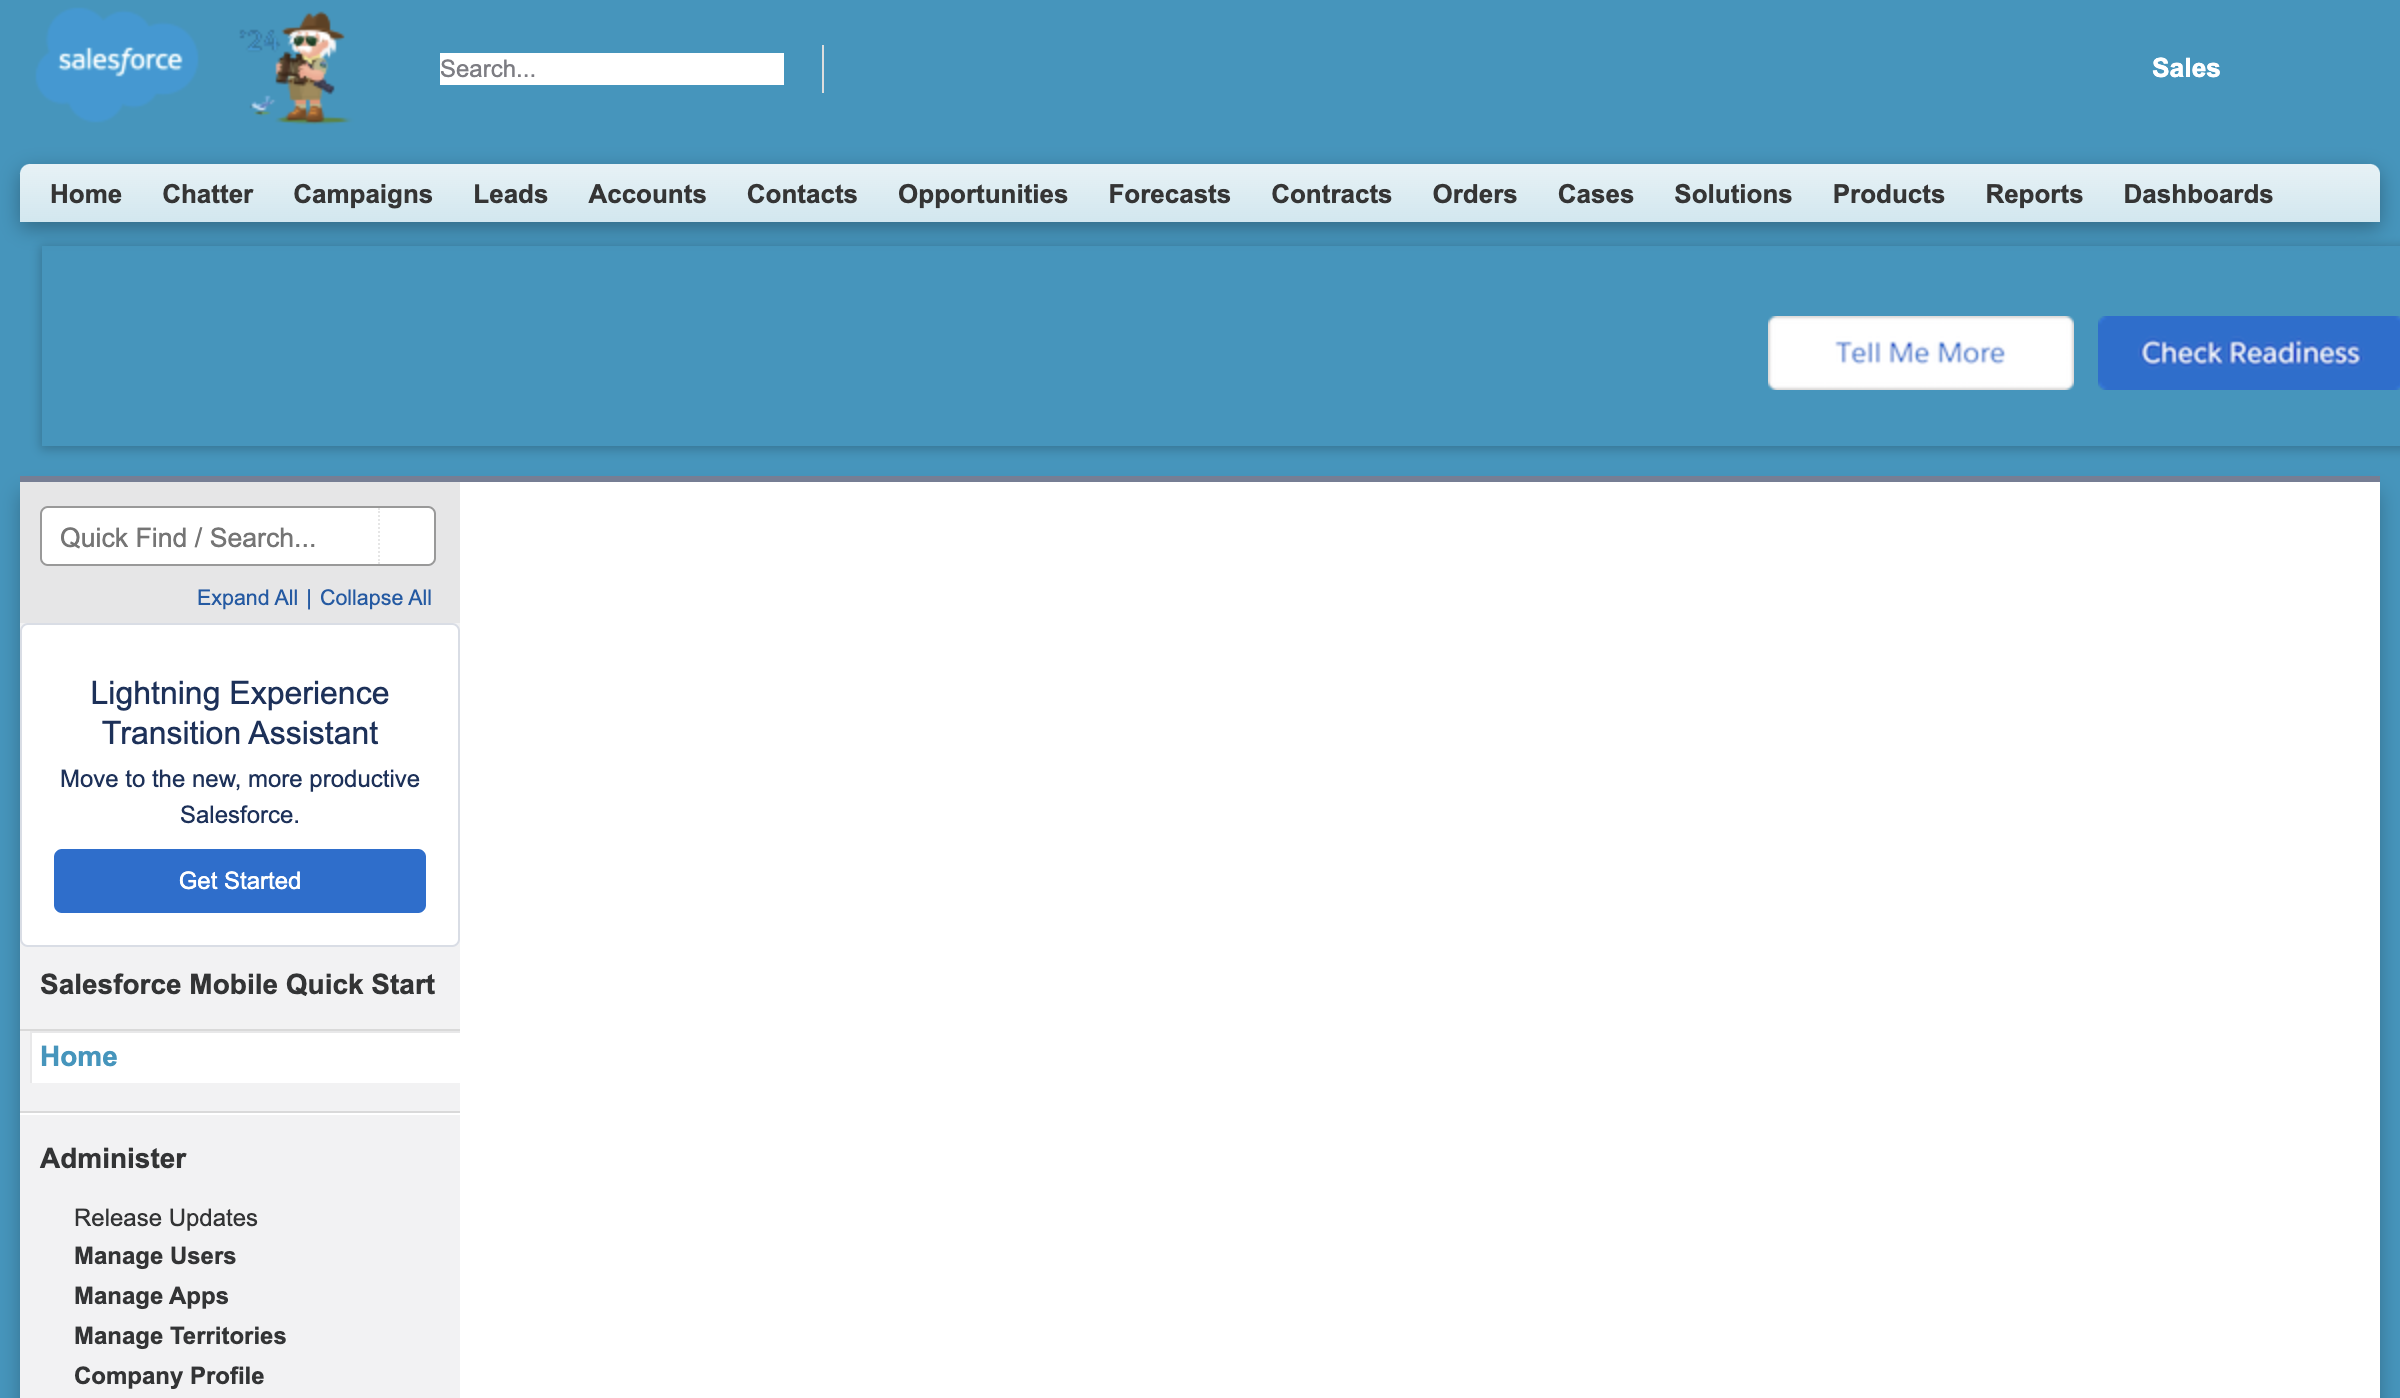 salesforce
'24
Search...
Sales
Home Chatter Campaigns Leads Accounts Contacts Opportunities Forecasts Contracts Orders Cases Solutions Products Reports Dashboards
Tell Me More Check Readiness
Quick Find / Search...
Expand All | Collapse All
Lightning Experience
Transition Assistant
Move to the new, more productive
Salesforce.
Get Started
Salesforce Mobile Quick Start
Home
Administer
Release Updates
Manage Users
Manage Apps
Manage Territories
Company Profile